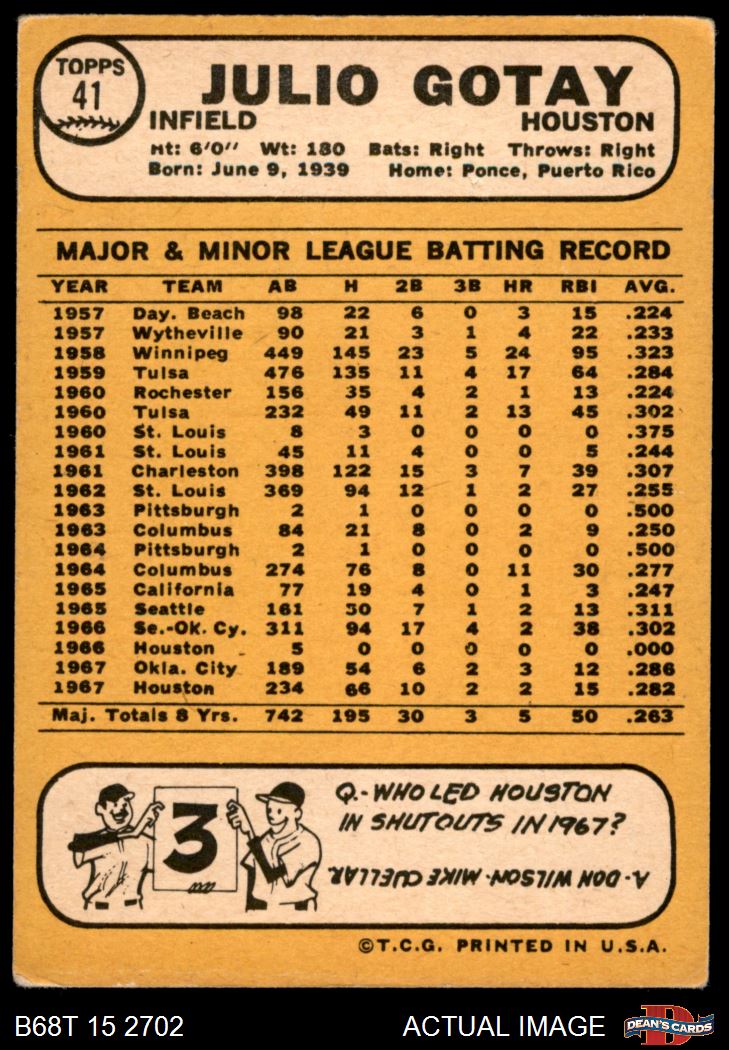 TOPPS
41
JULIO GOTAY
INFIELD HOUSTON
Ht: 6'0'' Wt: 180 Bats: Right Throws: Right
Born: June 9, 1939 Home: Ponce, Puerto Rico
MAJOR & MINOR LEAGUE BATTING RECORD
YEAR TEAM AB H 2B 3B HR RBI AVG.
1957 Day. Beach 98 22 6 0 3 15 .224
1957 Wytheville 90 21 3 1 4 22 .233
1958 Winnipeg 449 145 23 5 24 95 .323
1959 Tulsa 476 135 11 4 17 64 .284
1960 Rochester 156 35 4 2 1 13 .224
1960 Tulsa 232 49 11 2 13 45 .302
1960 St. Louis 8 3 0 0 0 0 .375
1961 St. Louis 45 11 4 0 0 5 .244
1961 Charleston 398 122 15 3 7 39 .307
1962 St. Louis 369 94 12 1 2 27 .255
1963 Pittsburgh 2 1 0 0 0 0 .500
1963 Columbus 84 21 8 0 2 9 .250
1964 Pittsburgh 2 1 0 0 0 0 .500
1964 Columbus 274 76 8 0 11 30 .277
1965 California 77 19 4 0 1 3 .247
1965 Seattle 161 50 7 1 2 13 .311
1966 Se.-Ok. Cy. 311 94 17 4 2 38 .302
1966 Houston 5 0 0 0 0 0 .000
1967 Okla. City 189 54 6 2 3 12 .286
1967 Houston 234 66 10 2 2 15 .282
Maj. Totals 8 Yrs. 742 195 30 3 5 50 .263
3
Q.-WHO LED HOUSTON
IN SHUTOUTS IN 1967?
A-DON WILSON-MIKE CUELLAR
©T.C.G. PRINTED IN U.S.A.
B68T 15 2702 ACTUAL IMAGE DEAN'S CARDS